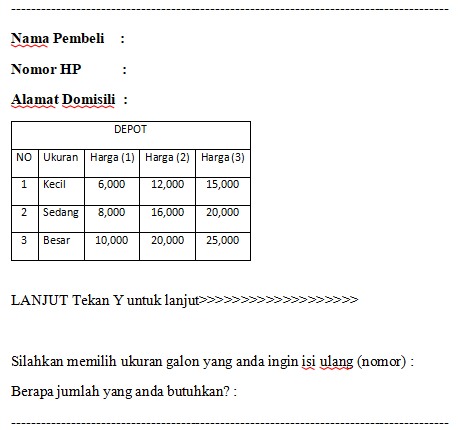 --------------------------------------------------------------------------------
Nama Pembeli :
Nomor HP :
Alamat Domisili :
DEPOT
NO Ukuran Harga (1) Harga (2) Harga (3)
1 Kecil 6,000 12,000 15,000
2 Sedang 8,000 16,000 20,000
3 Besar 10,000 20,000 25,000
LANJUT Tekan Y untuk lanjut>>>>>>>>>>>>>>>>>>>>
Silahkan memilih ukuran galon yang anda ingin isi ulang (nomor) :
Berapa jumlah yang anda butuhkan? :
--------------------------------------------------------------------------------